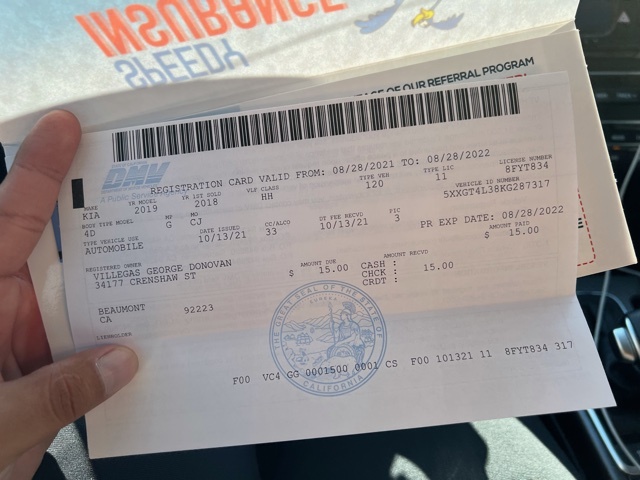 INSURANCE
SPEEDY
OF OUR REFERRAL PROGRAM
DMV
A Public Service
REGISTRATION CARD VALID FROM: 08/28/2021 TO: 08/28/2022
MAKE YR MODEL YR 1ST SOLD VLF CLASS TYPE VEH TYPE LIC LICENSE NUMBER
KIA 2019 2018 HH 120 11 8FYT834
BODY TYPE MODEL MP MO VEHICLE ID NUMBER
4D G CJ 5XXGT4L38KG287317
TYPE VEHICLE USE DATE ISSUED CC/ALCO DT FEE RECVD PIC
AUTOMOBILE 10/13/21 33 10/13/21 3 PR EXP DATE: 08/28/2022
REGISTERED OWNER AMOUNT DUE AMOUNT RECVD AMOUNT PAID
VILLEGAS GEORGE DONOVAN $ 15.00 CASH : 15.00 $ 15.00
34177 CRENSHAW ST CHCK :
CRDT :
BEAUMONT 92223
CA
LIENHOLDER
THE GREAT SEAL OF THE STATE OF CALIFORNIA
EUREKA
F00 VC4 GG 0001500 0001 CS F00 101321 11 8FYT834 317